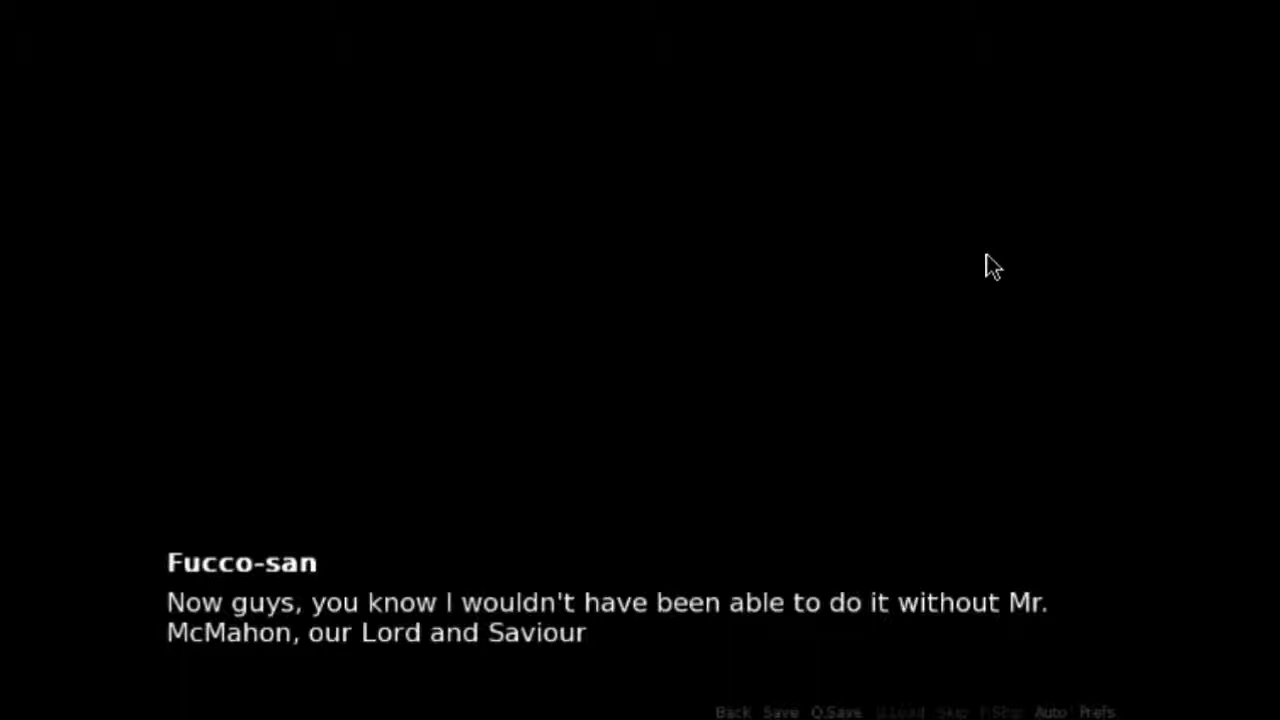 Fucco-san
Now guys, you know I wouldn't have been able to do it without Mr.
McMahon, our Lord and Saviour
Back Save Q.Save Skip Auto Prefs